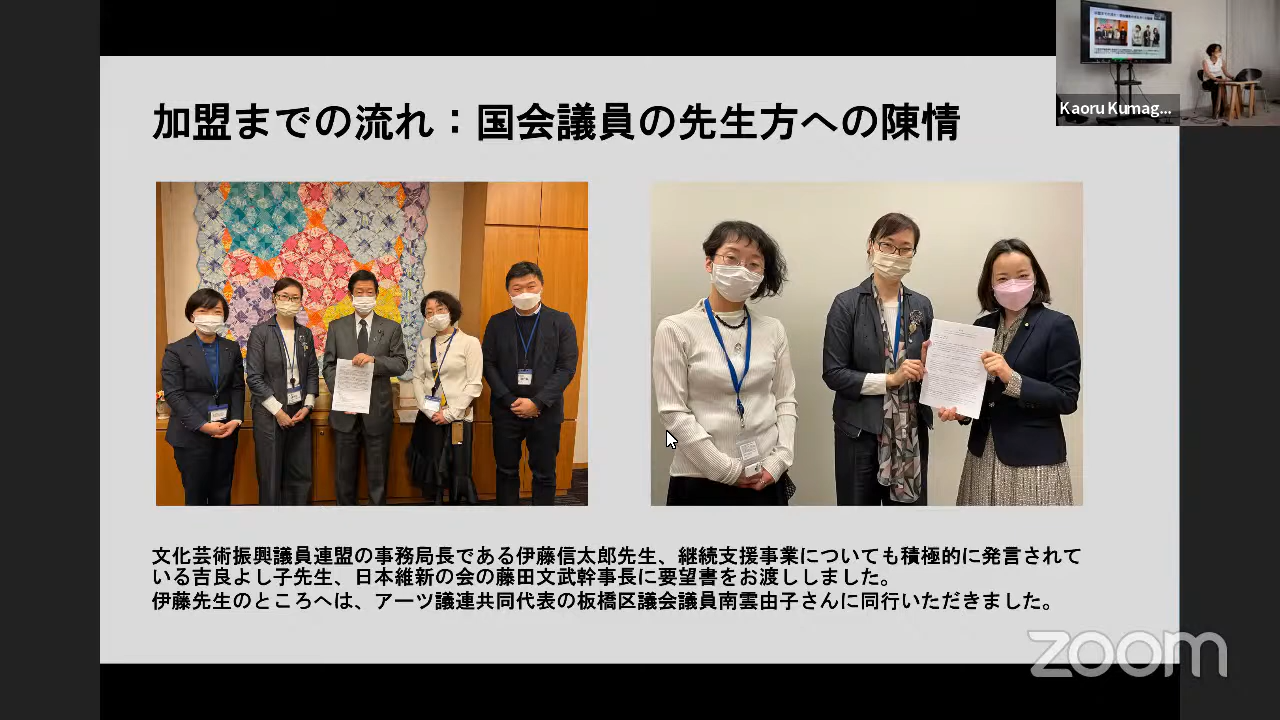 加盟までの流れ：国会議員の先生方への陳情
Kaoru Kumag...
文化芸術振興議員連盟の事務局長である伊藤信太郎先生、継続支援事業についても積極的に発言されて
いる吉良よし子先生、日本維新の会の藤田文武幹事長に要望書をお渡ししました。
伊藤先生のところへは、アーツ議連共同代表の板橋区議会議員南雲由子さんに同行いただきました。
zoom